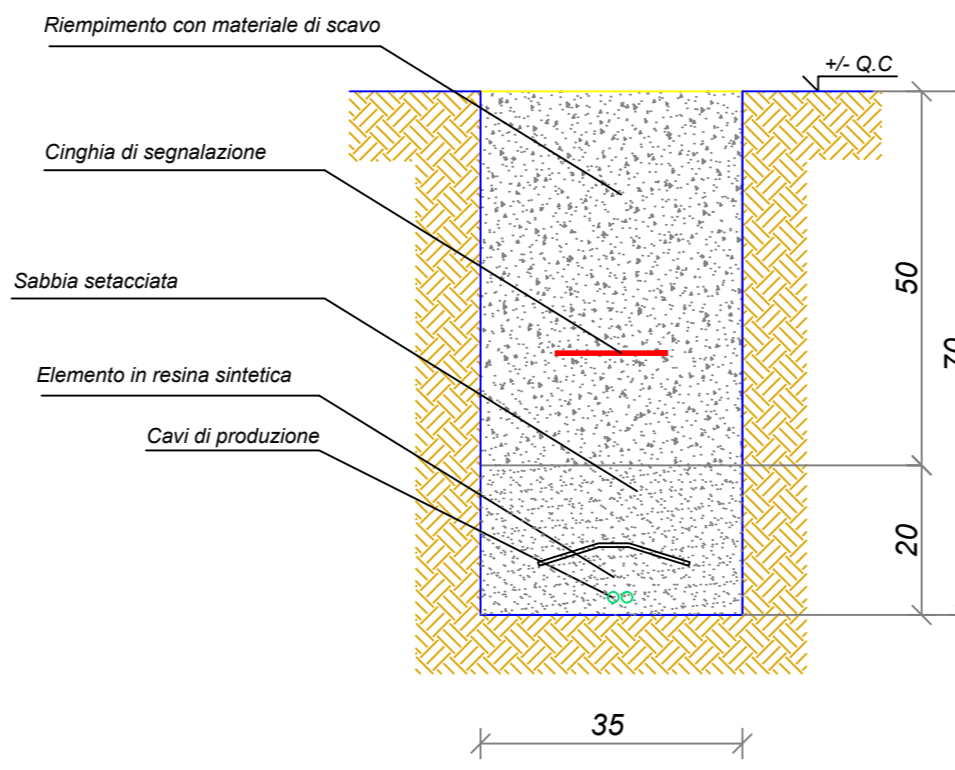 Riempimento con materiale di scavo
+/- Q.C
Cinghia di segnalazione
Sabbia setacciata
50
70
Elemento in resina sintetica
Cavi di produzione
20
35